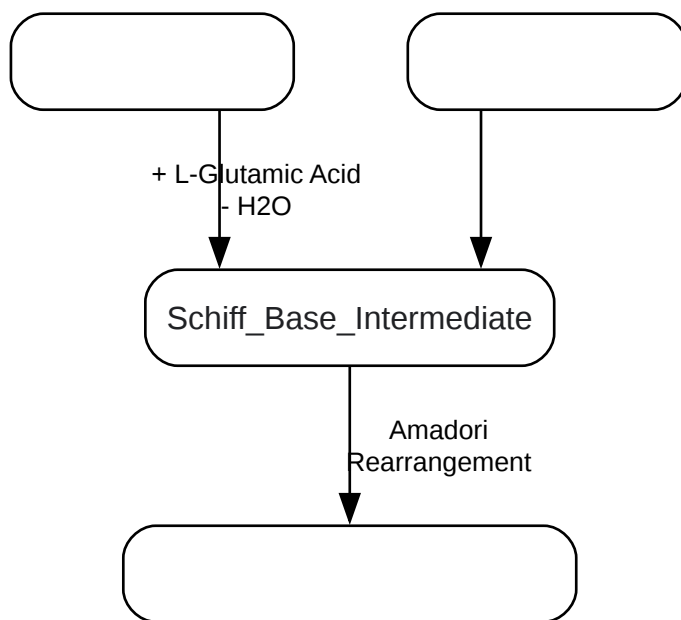 + L-Glutamic Acid
- H2O
Schiff_Base_Intermediate
Amadori
Rearrangement